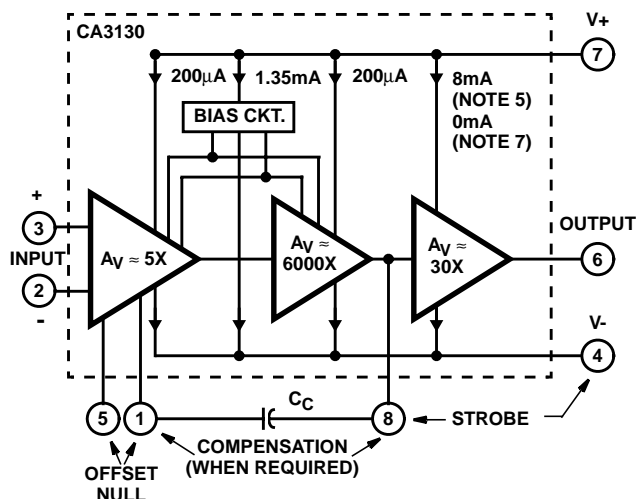 CA3130
V+
7
200μA
1.35mA
200μA
8mA
(NOTE 5)
0mA
(NOTE 7)
BIAS CKT.
+
3
INPUT
2
-
AV ≈ 5X
AV ≈
6000X
AV ≈
30X
OUTPUT
6
V-
4
CC
5
1
8
STROBE
COMPENSATION
(WHEN REQUIRED)
OFFSET
NULL